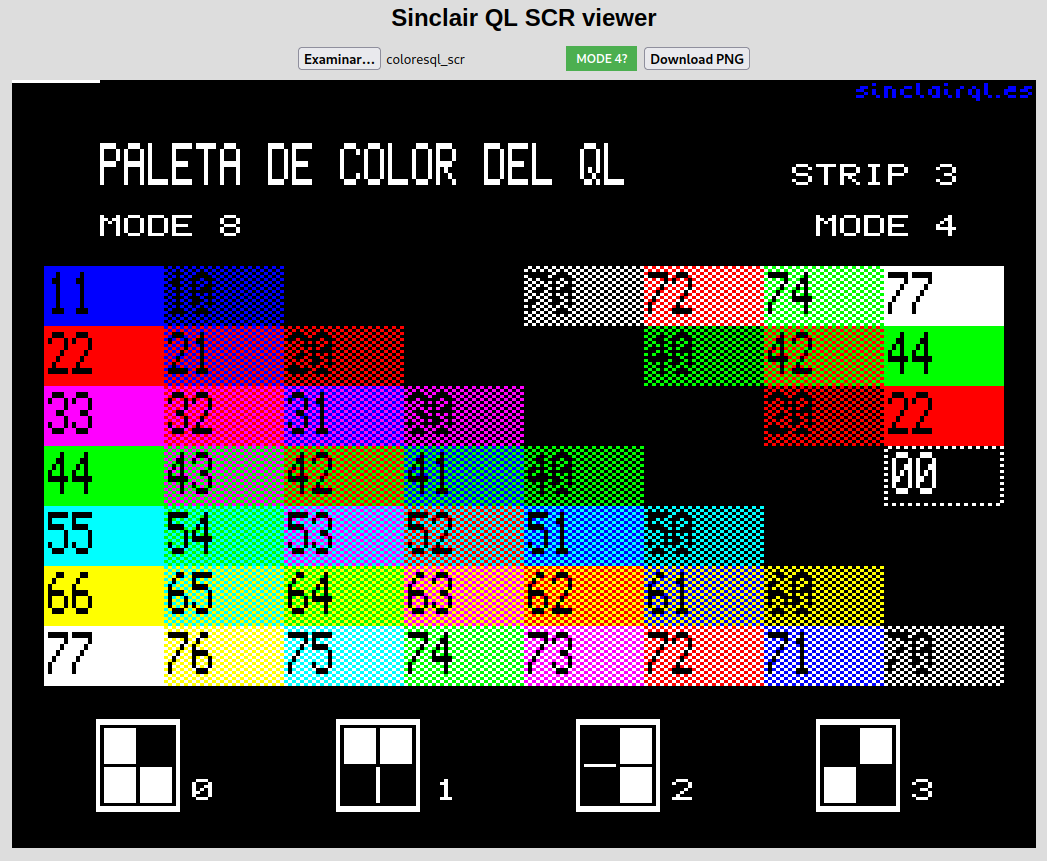 Sinclair QL SCR viewer
Examinar... coloresql_scr MODE 4? Download PNG
sinclairql.es
PALETA DE COLOR DEL QL
STRIP 3
MODE 8 MODE 4
11 10 70 72 74 77
22 21 20 40 42 44
33 32 31 30 20 22
44 43 42 41 40 00
55 54 53 52 51 50
66 65 64 63 62 61 60
77 76 75 74 73 72 71 70
0 1 2 3